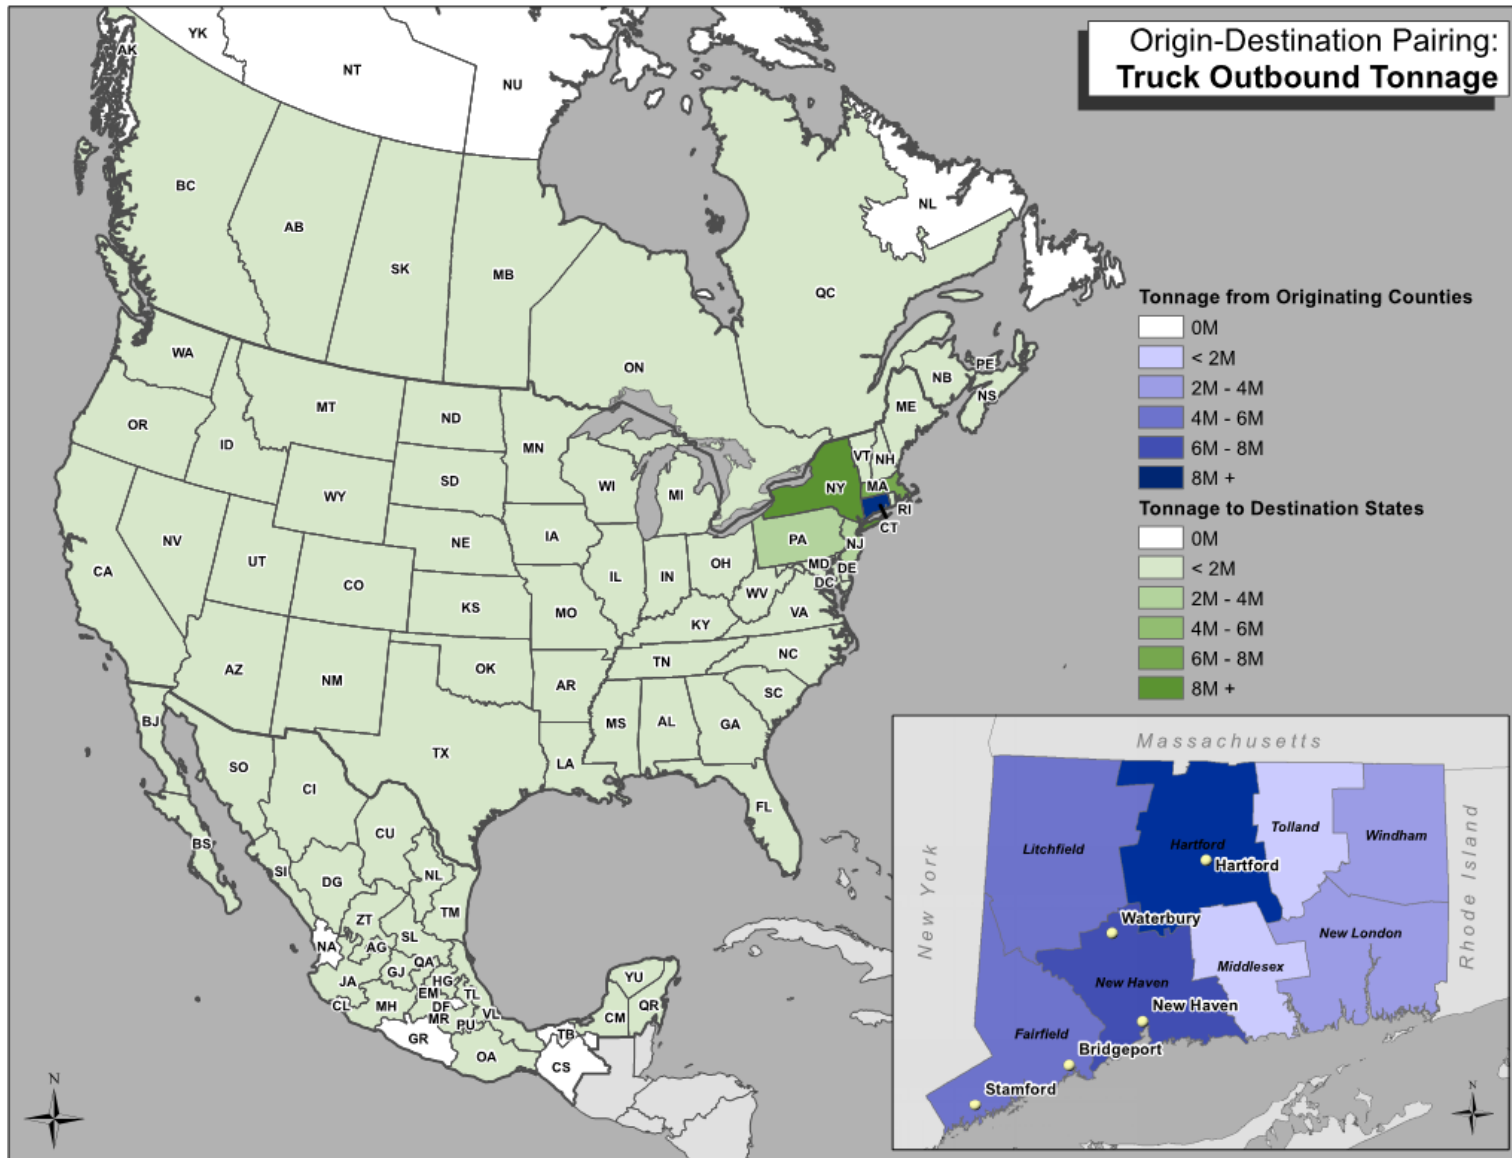 Origin-Destination Pairing:
Truck Outbound Tonnage
YK
AK
NT
NU
BC
AB
SK
MB
ON
QC
NL
NB
PE
NS
ME
WA
OR
ID
MT
ND
MN
WI
MI
VT
NH
NY
MA
RI
CT
WY
SD
NV
UT
CO
CA
NE
IA
IL
IN
OH
PA
NJ
MD
DE
DC
WV
VA
KS
MO
KY
AZ
NM
OK
AR
TN
NC
SC
MS
AL
GA
TX
LA
FL
BJ
SO
CI
CU
BS
SI
DG
NL
TM
ZT
SL
NA
AG
JA
GJ
QA
HG
EM
DF
TL
CL
MH
MR
PU
VL
GR
OA
TB
CS
YU
CM
QR
Tonnage from Originating Counties
0M
< 2M
2M - 4M
4M - 6M
6M - 8M
8M +
Tonnage to Destination States
0M
< 2M
2M - 4M
4M - 6M
6M - 8M
8M +
Massachusetts
New York
Rhode Island
Litchfield
Hartford
Hartford
Tolland
Windham
Waterbury
New London
Middlesex
New Haven
New Haven
Fairfield
Bridgeport
Stamford
N
N